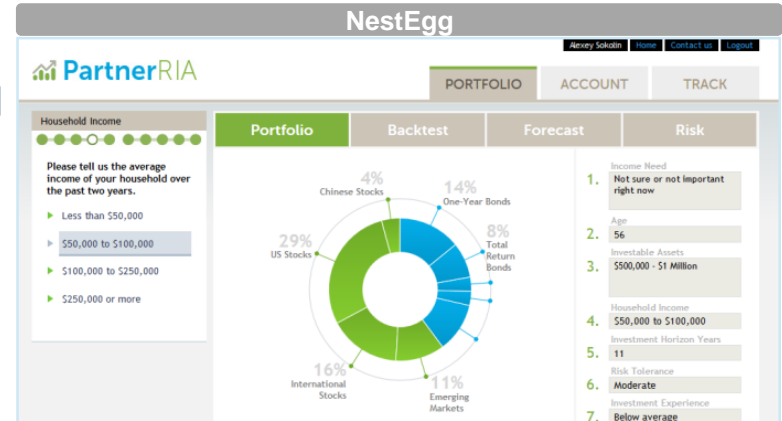 NestEgg
Alexey Sokolin Home Contact us Logout
PartnerRIA
PORTFOLIO ACCOUNT TRACK
Household Income
Please tell us the average
income of your household over
the past two years.
Less than $50,000
$50,000 to $100,000
$100,000 to $250,000
$250,000 or more
Portfolio Backtest Forecast Risk
4%
Chinese Stocks
14%
One-Year Bonds
8%
Total
Return
Bonds
29%
US Stocks
16%
International
Stocks
11%
Emerging
Markets
Income Need
1. Not sure or not important
right now
Age
2. 56
Investable Assets
3. $500,000 - $1 Million
Household Income
4. $50,000 to $100,000
Investment Horizon Years
5. 11
Risk Tolerance
6. Moderate
Investment Experience
7. Below average